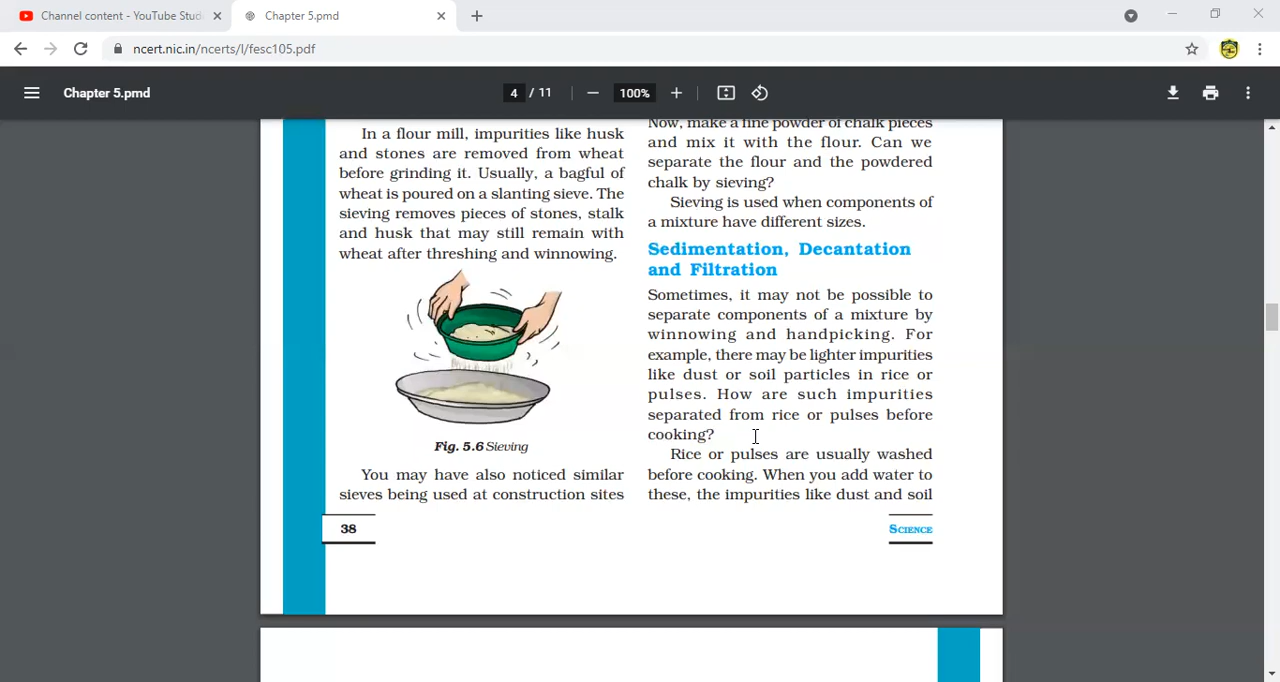 Channel content - YouTube Stud
Chapter 5.pmd
ncert.nic.in/ncerts/l/fesc105.pdf
Chapter 5.pmd
4 / 11
100%
In a flour mill, impurities like husk
and stones are removed from wheat
before grinding it. Usually, a bagful of
wheat is poured on a slanting sieve. The
sieving removes pieces of stones, stalk
and husk that may still remain with
wheat after threshing and winnowing.
Fig. 5.6 Sieving
You may have also noticed similar
sieves being used at construction sites
38
Now, make a fine powder of chalk pieces
and mix it with the flour. Can we
separate the flour and the powdered
chalk by sieving?
Sieving is used when components of
a mixture have different sizes.
Sedimentation, Decantation
and Filtration
Sometimes, it may not be possible to
separate components of a mixture by
winnowing and handpicking. For
example, there may be lighter impurities
like dust or soil particles in rice or
pulses. How are such impurities
separated from rice or pulses before
cooking?
Rice or pulses are usually washed
before cooking. When you add water to
these, the impurities like dust and soil
SCIENCE